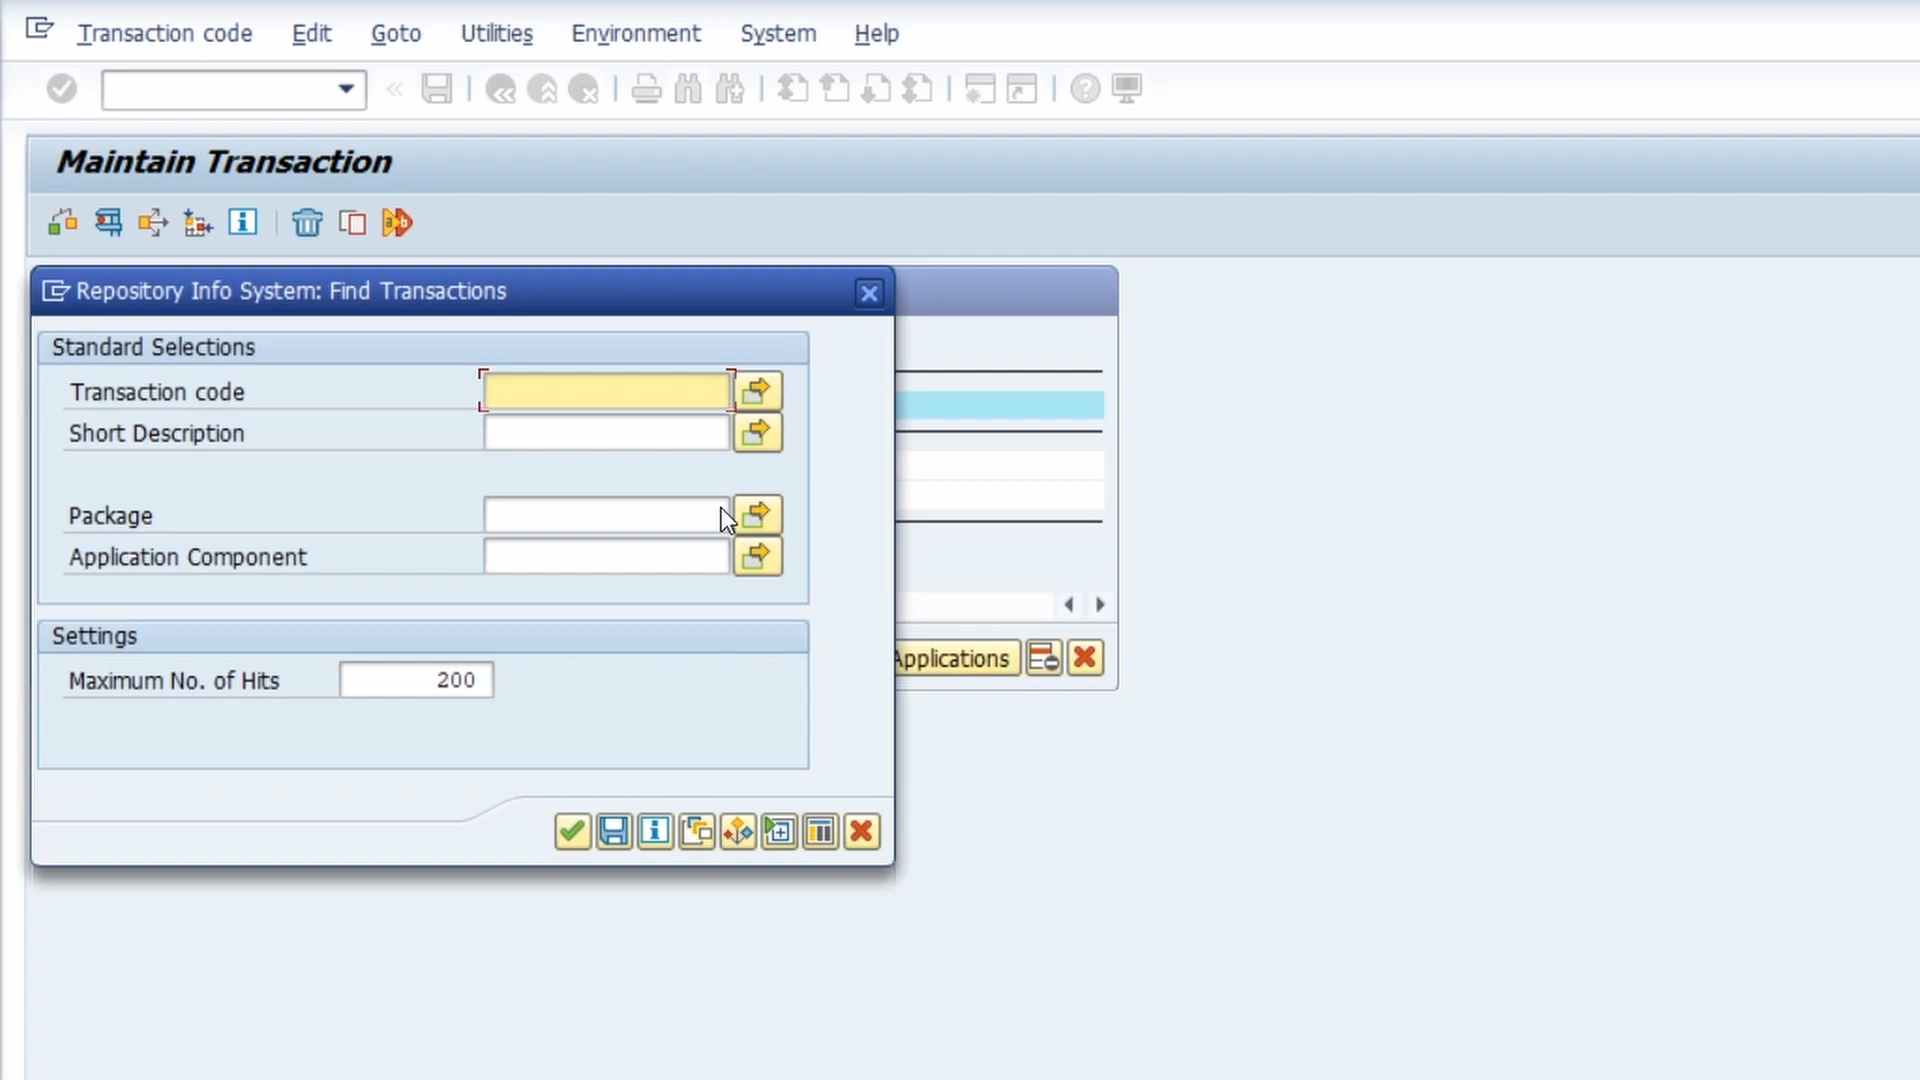 Transaction code Edit Goto Utilities Environment System Help
Maintain Transaction
Repository Info System: Find Transactions
Standard Selections
Transaction code
Short Description
Package
Application Component
Settings
Maximum No. of Hits 200
Applications